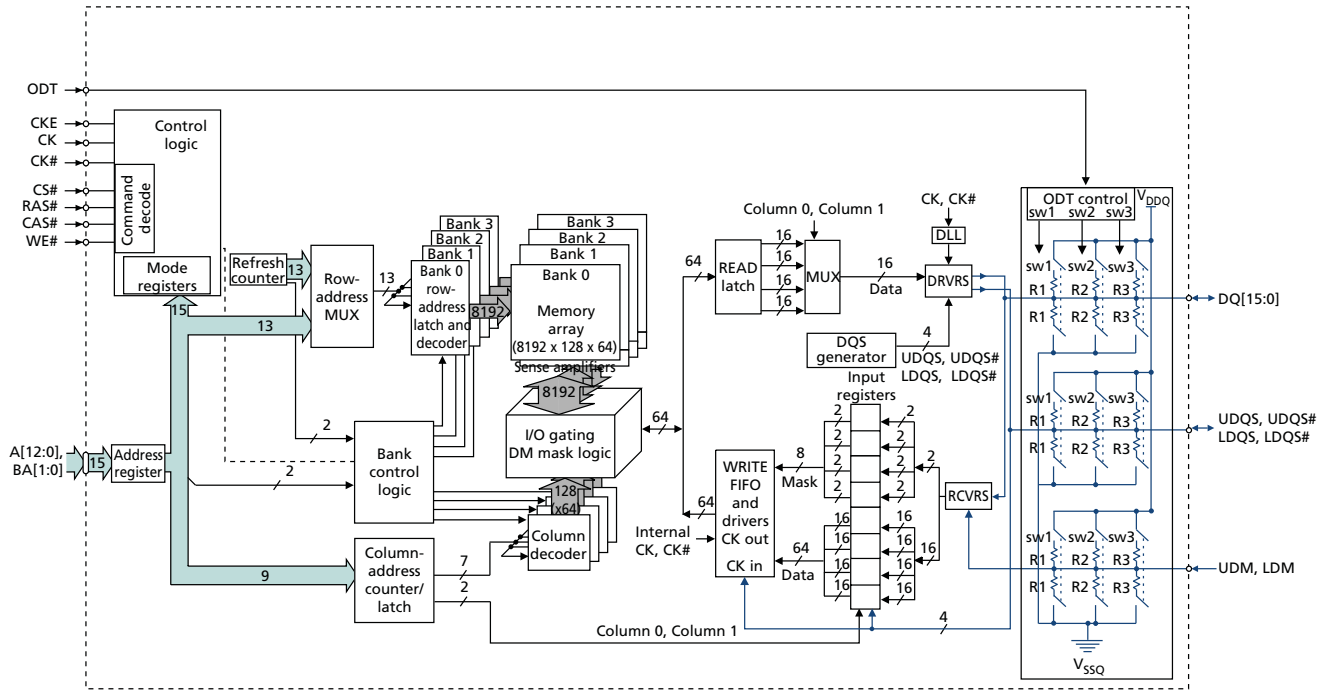 ODT
CKE
CK
CK#
CS#
RAS#
CAS#
WE#
Control
logic
Command
decode
Mode
registers
15
Refresh
counter
13
13
Row-
address
MUX
13
Bank 3
Bank 2
Bank 1
Bank 0
row-
address
latch and
decoder
8192
Bank 3
Bank 2
Bank 1
Bank 0
Memory
array
(8192 x 128 x 64)
Sense amplifiers
8192
I/O gating
DM mask logic
64
128
x64
Column
decoder
A[12:0],
BA[1:0]
15
Address
register
2
2
Bank
control
logic
9
Column-
address
counter/
latch
7
2
Column 0, Column 1
64
READ
latch
16
16
16
16
Column 0, Column 1
MUX
16
Data
CK, CK#
DLL
DRVRS
DQS
generator
4
UDQS, UDQS#
LDQS, LDQS#
Input
registers
64
Internal
CK, CK#
WRITE
FIFO
and
drivers
CK out
CK in
8
Mask
64
Data
2
2
2
2
16
16
16
16
2
2
2
2
16
16
16
16
2
16
RCVRS
4
ODT control
VDDQ
sw1
sw2
sw3
sw1
sw2
sw3
R1
R2
R3
R1
R2
R3
DQ[15:0]
sw1
sw2
sw3
R1
R2
R3
R1
R2
R3
UDQS, UDQS#
LDQS, LDQS#
sw1
sw2
sw3
R1
R2
R3
R1
R2
R3
UDM, LDM
VSSQ